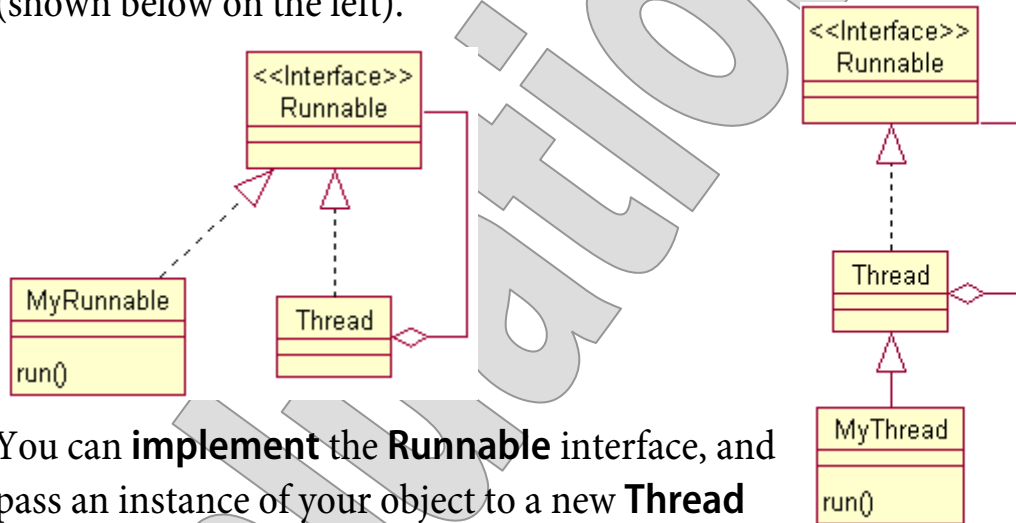 (shown below on the left).
<<Interface>>
Runnable
MyRunnable
run()
Thread
<<Interface>>
Runnable
Thread
MyThread
run()
You can implement the Runnable interface, and
pass an instance of your object to a new Thread